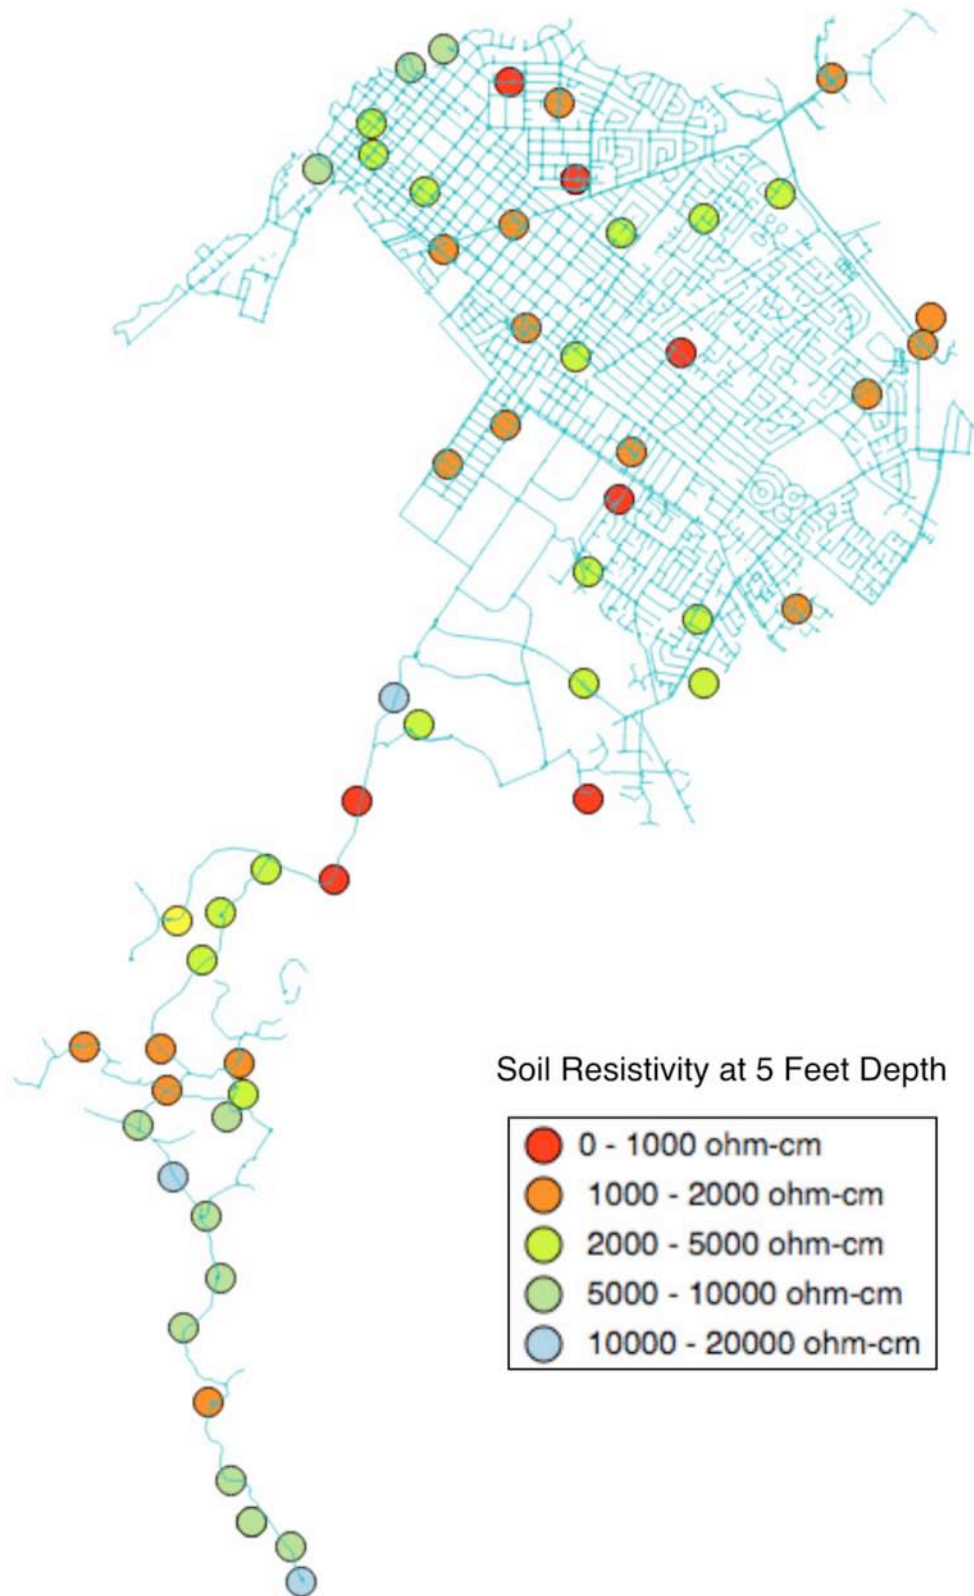 Soil Resistivity at 5 Feet Depth
0 - 1000 ohm-cm
1000 - 2000 ohm-cm
2000 - 5000 ohm-cm
5000 - 10000 ohm-cm
10000 - 20000 ohm-cm